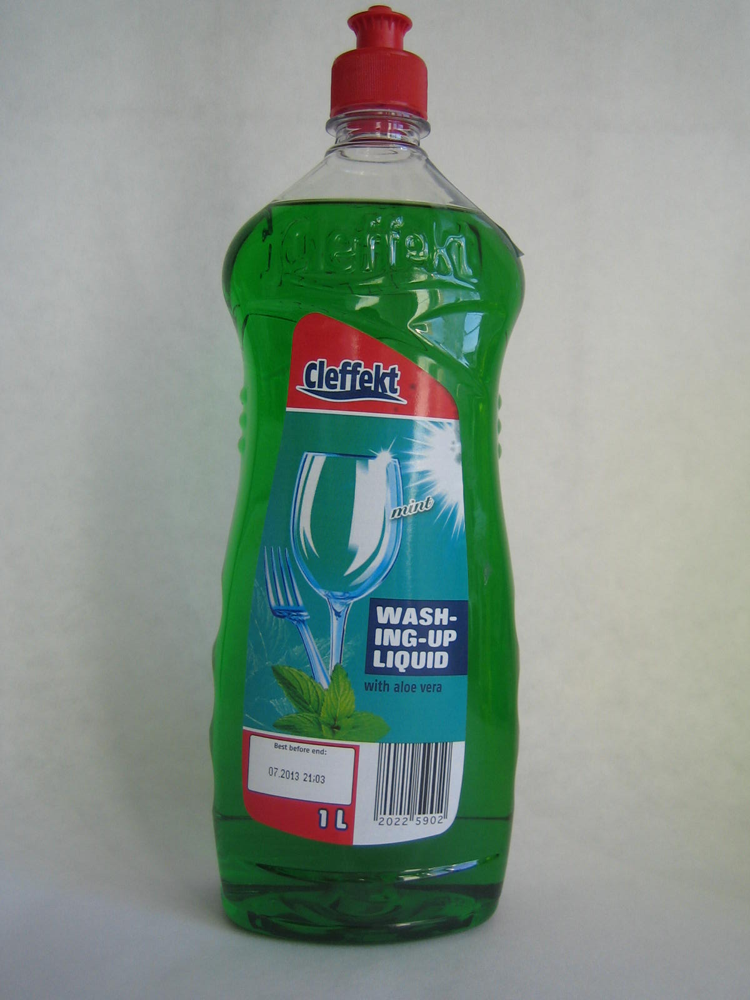 Cleffekt
Cleffekt
mint
WASH-
ING-UP
LIQUID
with aloe vera
Best before end:
07.2013 21:03
1 L
2022 5902